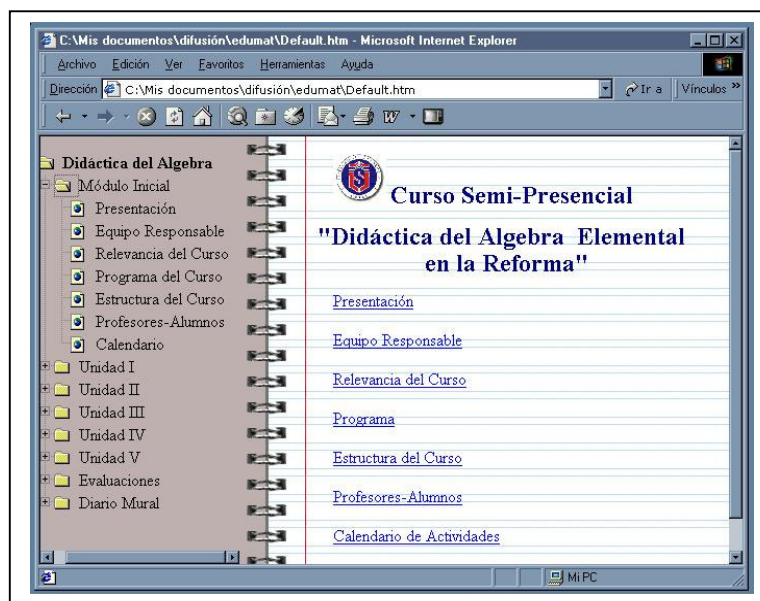 C:\Mis documentos\difusión\edumat\Default.htm - Microsoft Internet Explorer
Archivo Edición Ver Favoritos Herramientas Ayuda
Dirección C:\Mis documentos\difusión\edumat\Default.htm Ir a Vínculos »
Didáctica del Algebra
Módulo Inicial
Presentación
Equipo Responsable
Relevancia del Curso
Programa del Curso
Estructura del Curso
Profesores-Alumnos
Calendario
Unidad I
Unidad II
Unidad III
Unidad IV
Unidad V
Evaluaciones
Diario Mural
Curso Semi-Presencial
"Didáctica del Algebra Elemental
en la Reforma"
Presentación
Equipo Responsable
Relevancia del Curso
Programa
Estructura del Curso
Profesores-Alumnos
Calendario de Actividades
Mi PC